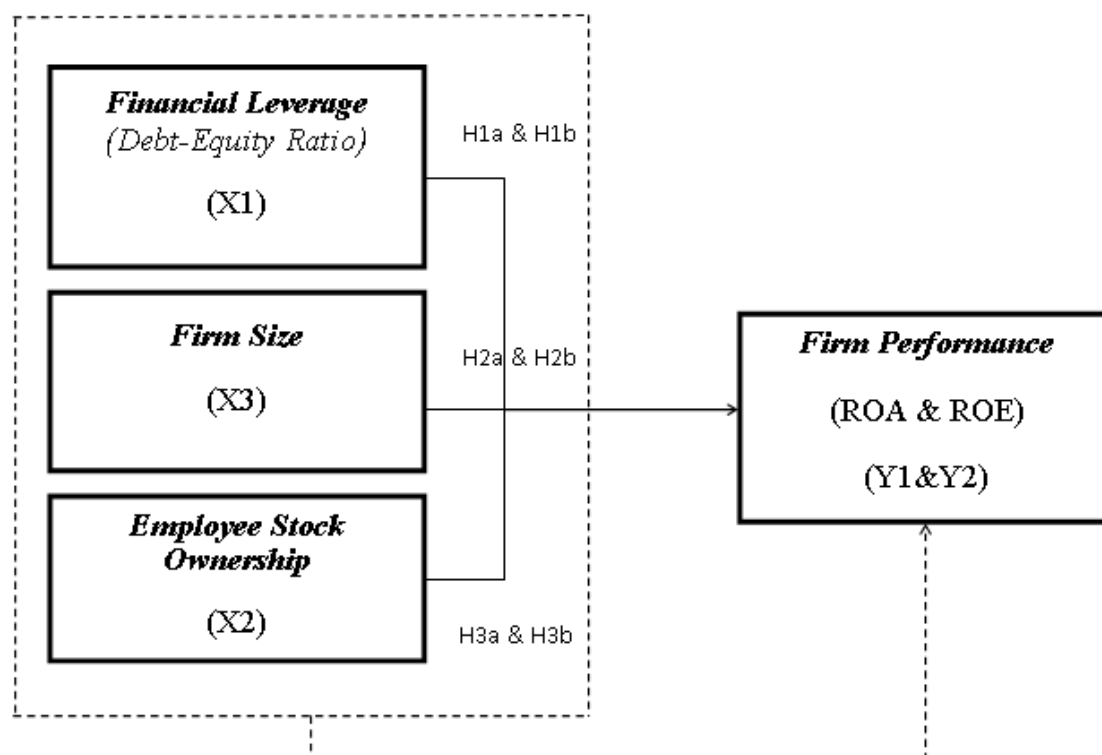 Financial Leverage
(Debt-Equity Ratio)
(X1)
H1a & H1b
Firm Size
(X3)
H2a & H2b
Employee Stock
Ownership
(X2)
H3a & H3b
Firm Performance
(ROA & ROE)
(Y1&Y2)